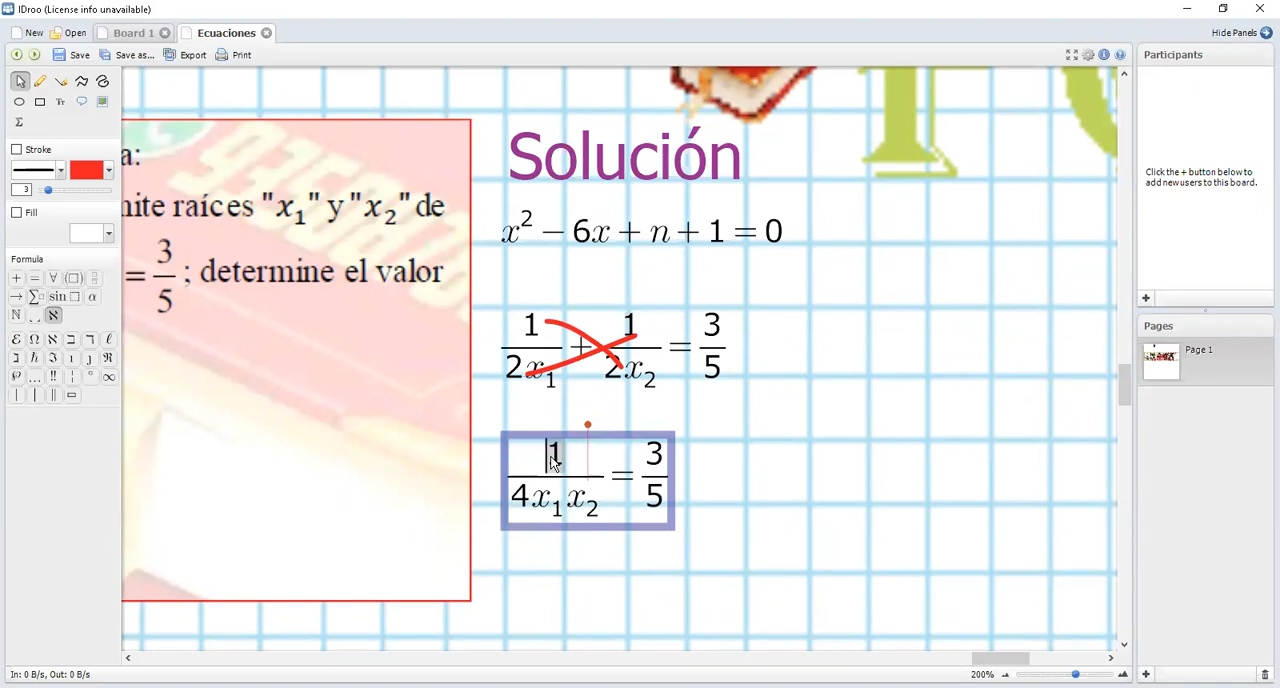 IDroo (License info unavailable)
New Open Board 1 Ecuaciones Hide Panels
Save Save as... Export Print
Participants
Click the + button below to
add new users to this board.
Pages
Page 1
Stroke
3
Fill
Formula
+ = ∀ (□)
→ Σ□ sin □ α
ℕ ℵ
ℰ Ω ℵ ℶ ℸ ℓ
ℷ ℏ ℑ ı ȷ ℜ
℘ … !! ¦ ° ∞
| | ‖
Tr
Σ
a:
mite raíces "x₁" y "x₂" de
= 3/5 ; determine el valor
Solución
x² − 6x + n + 1 = 0
1/2x₁ + 1/2x₂ = 3/5
1/4x₁x₂ = 3/5
In: 0 B/s, Out: 0 B/s
200%